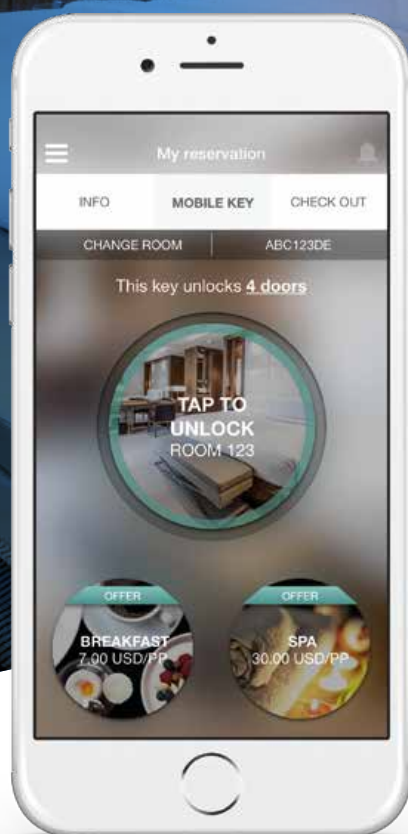 My reservation
INFO
MOBILE KEY
CHECK OUT
CHANGE ROOM
ABC123DE
This key unlocks 4 doors
TAP TO
UNLOCK
ROOM 123
OFFER
BREAKFAST
7.00 USD/PP
OFFER
SPA
30.00 USD/PP